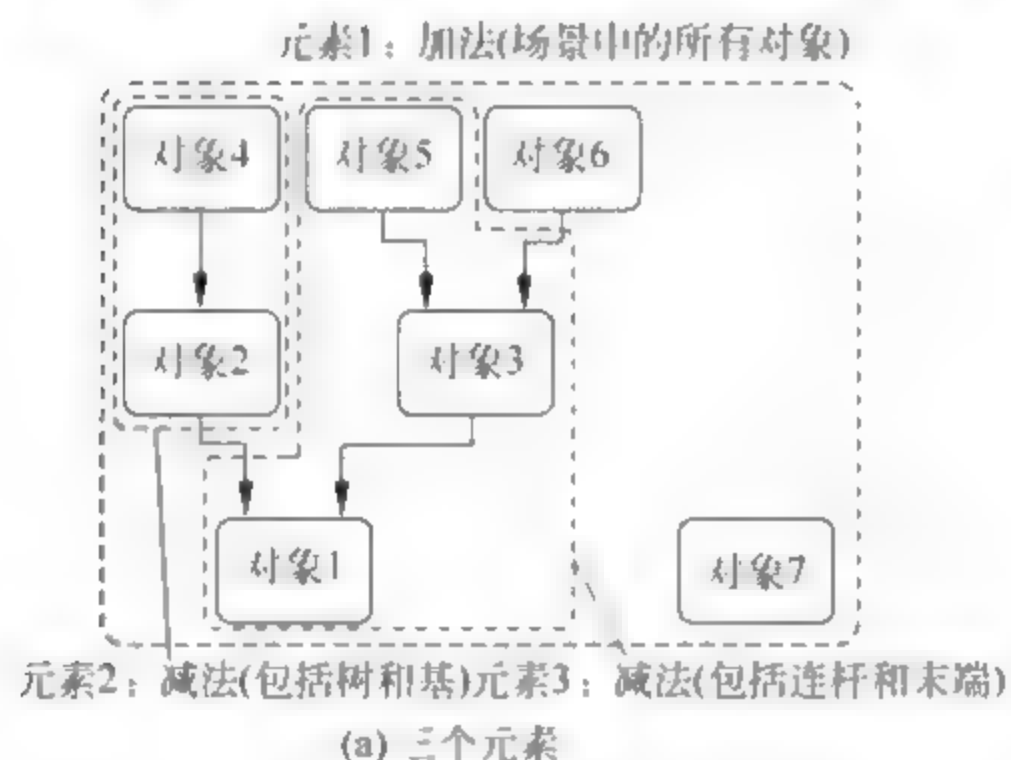 元素1：加法(场景中的所有对象)
对象4
对象5
对象6
对象2
对象3
对象1
对象7
元素2：减法(包括树和基)元素3：减法(包括连杆和末端)
(a) 三个元素